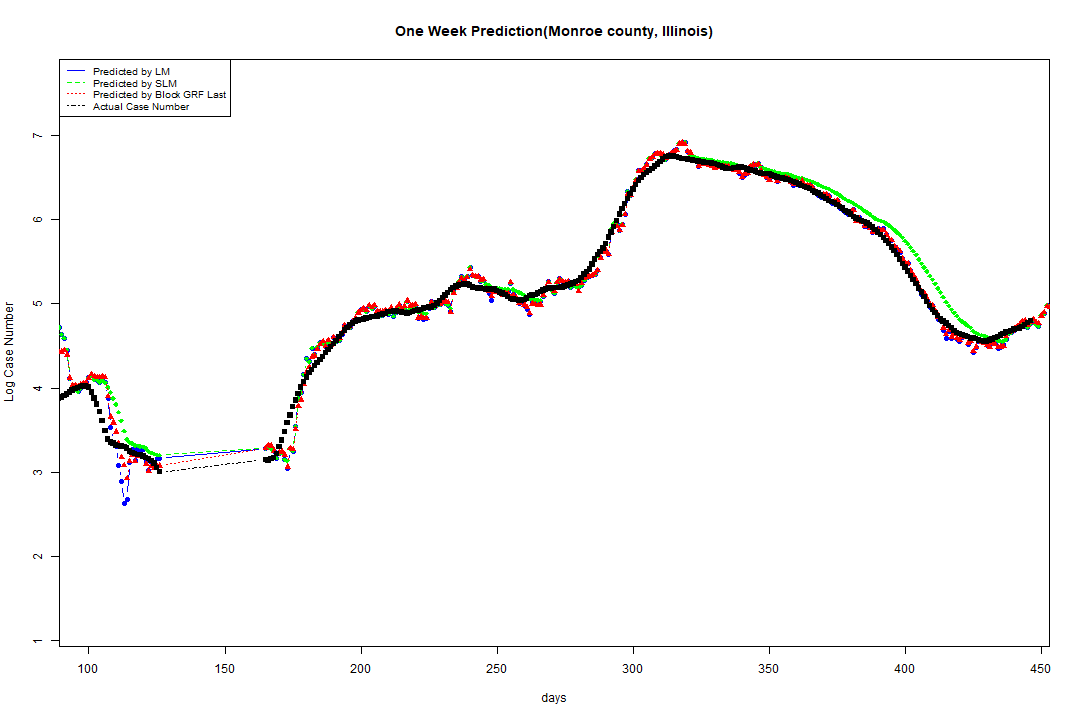 One Week Prediction(Monroe county, Illinois)
Predicted by LM
Predicted by SLM
Predicted by Block GRF Last
Actual Case Number
7
6
5
4
3
2
1
Log Case Number
100 150 200 250 300 350 400 450
days